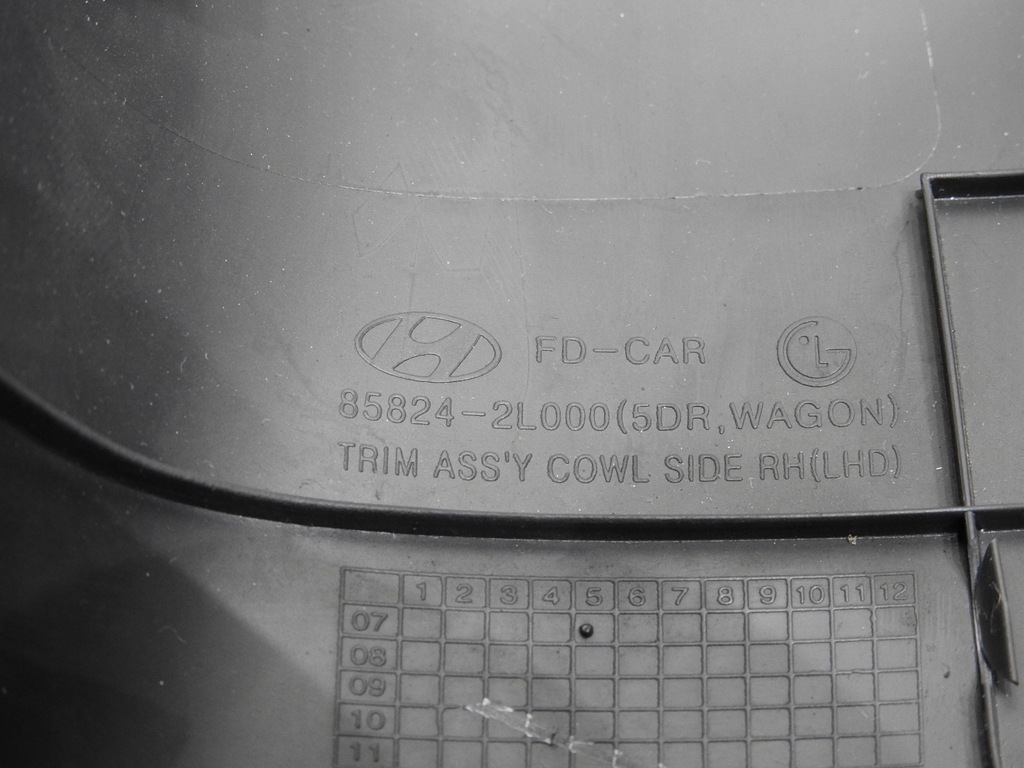 FD-CAR LG
85824-2L000(5DR,WAGON)
TRIM ASS'Y COWL SIDE RH(LHD)
1 2 3 4 5 6 7 8 9 10 11 12
07
08
09
10
11